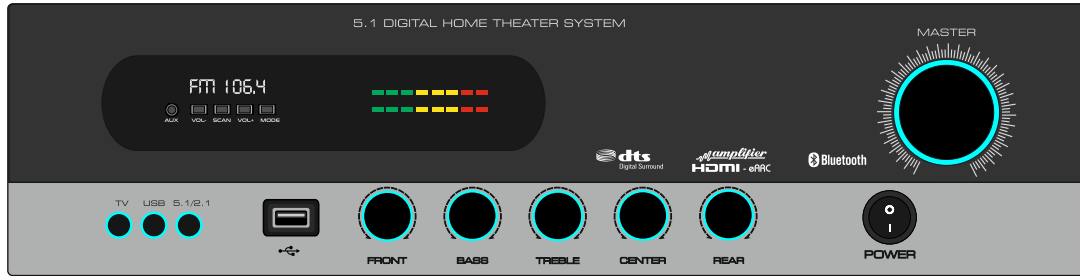 5.1 DIGITAL HOME THEATER SYSTEM
MASTER
FM 106.4
AUX VOL- SCAN VOL+ MODE
dts
Digital Surround
amplifier
HDMI - eARC
Bluetooth
TV USB 5.1/2.1
O
I
FRONT BASS TREBLE CENTER REAR
POWER